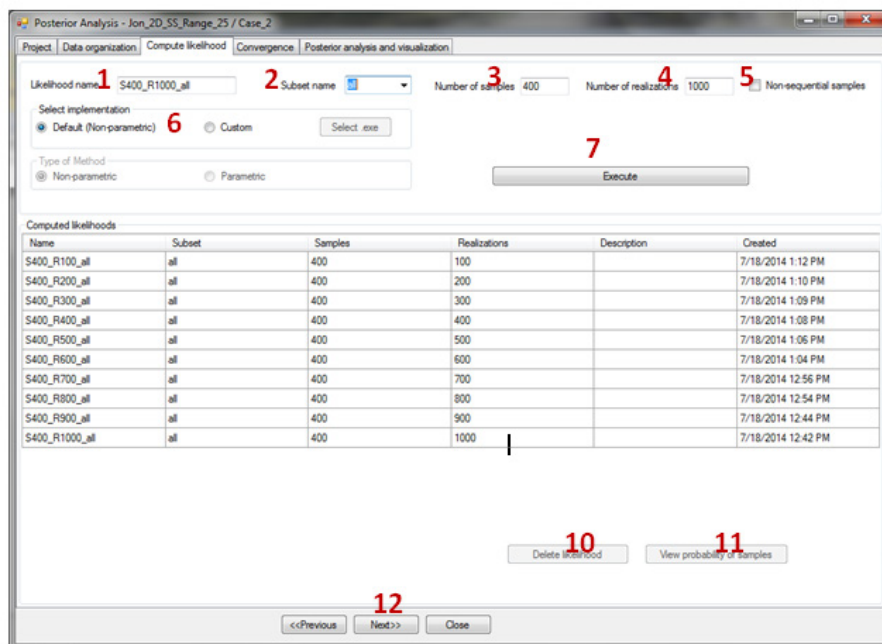 Posterior Analysis - Jon_2D_SS_Range_25 / Case_2
Project Data organization Compute likelihood Convergence Posterior analysis and visualization
1 2 3 4 5
Likelihood name S400_R1000_all Subset name Number of samples 400 Number of realizations 1000 Non-sequential samples
Select implementation
Default (Non-parametric) 6 Custom Select .exe
7
Type of Method
Non-parametric Parametric Execute
Computed likelihoods
Name Subset Samples Realizations Description Created
S400_R100_all all 400 100 7/18/2014 1:12 PM
S400_R200_all all 400 200 7/18/2014 1:10 PM
S400_R300_all all 400 300 7/18/2014 1:09 PM
S400_R400_all all 400 400 7/18/2014 1:08 PM
S400_R500_all all 400 500 7/18/2014 1:06 PM
S400_R600_all all 400 600 7/18/2014 1:04 PM
S400_R700_all all 400 700 7/18/2014 12:56 PM
S400_R800_all all 400 800 7/18/2014 12:54 PM
S400_R900_all all 400 900 7/18/2014 12:44 PM
S400_R1000_all all 400 1000 7/18/2014 12:42 PM
10 11
Delete likelihood View probability of samples
12
<<Previous Next>> Close